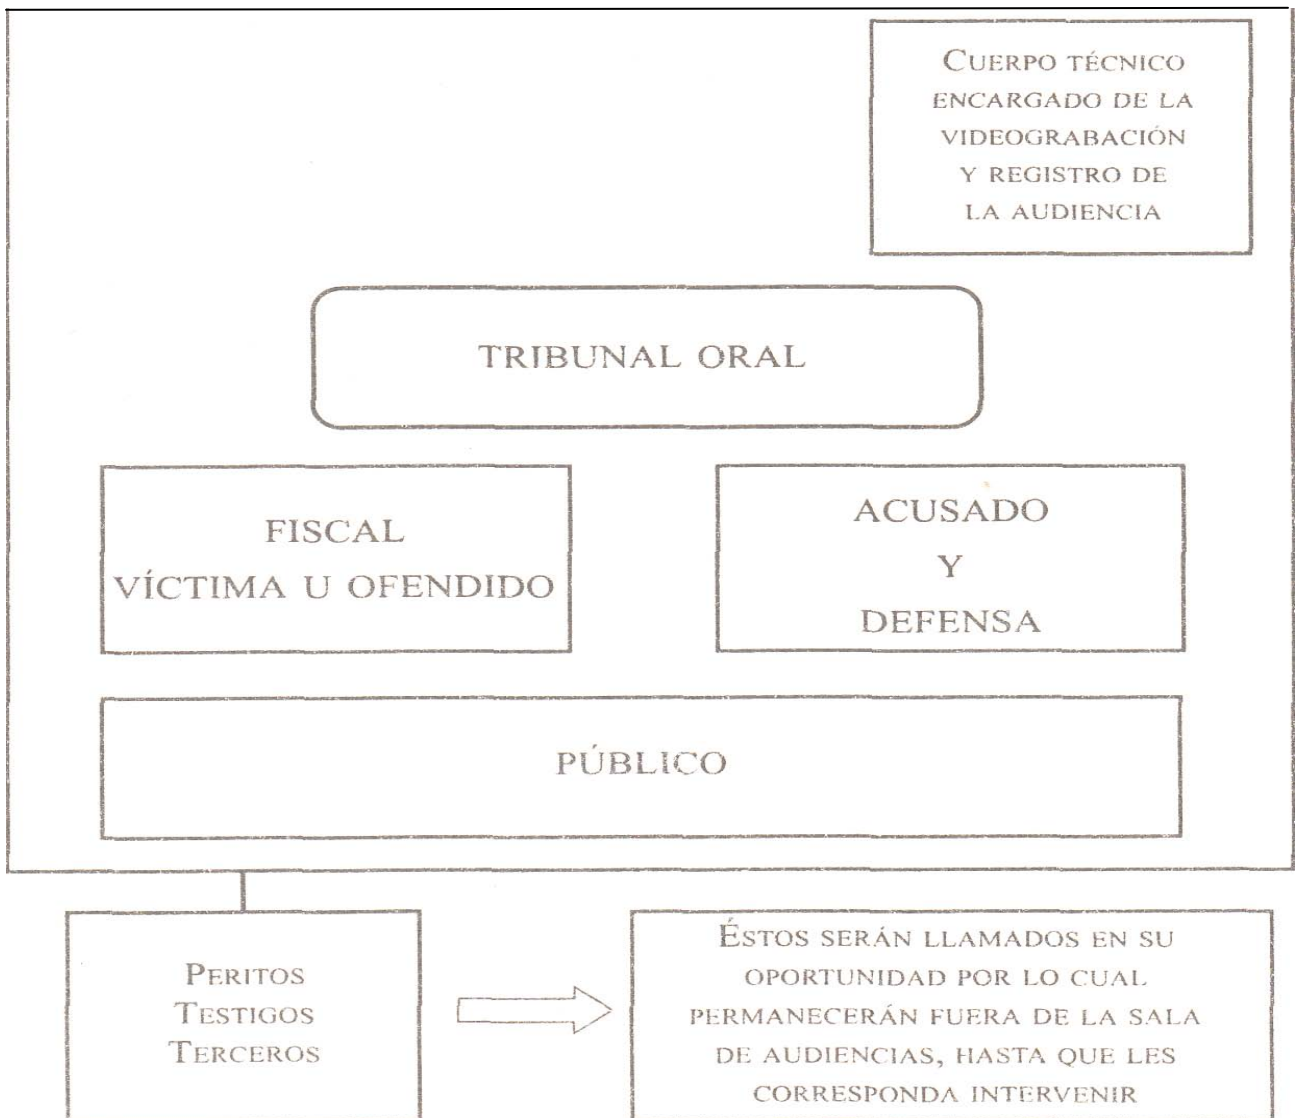 CUERPO TÉCNICO
ENCARGADO DE LA
VIDEOGRABACIÓN
Y REGISTRO DE
LA AUDIENCIA
TRIBUNAL ORAL
FISCAL
VÍCTIMA U OFENDIDO
ACUSADO
Y
DEFENSA
PÚBLICO
PERITOS
TESTIGOS
TERCEROS
ÉSTOS SERÁN LLAMADOS EN SU
OPORTUNIDAD POR LO CUAL
PERMANECERÁN FUERA DE LA SALA
DE AUDIENCIAS, HASTA QUE LES
CORRESPONDA INTERVENIR